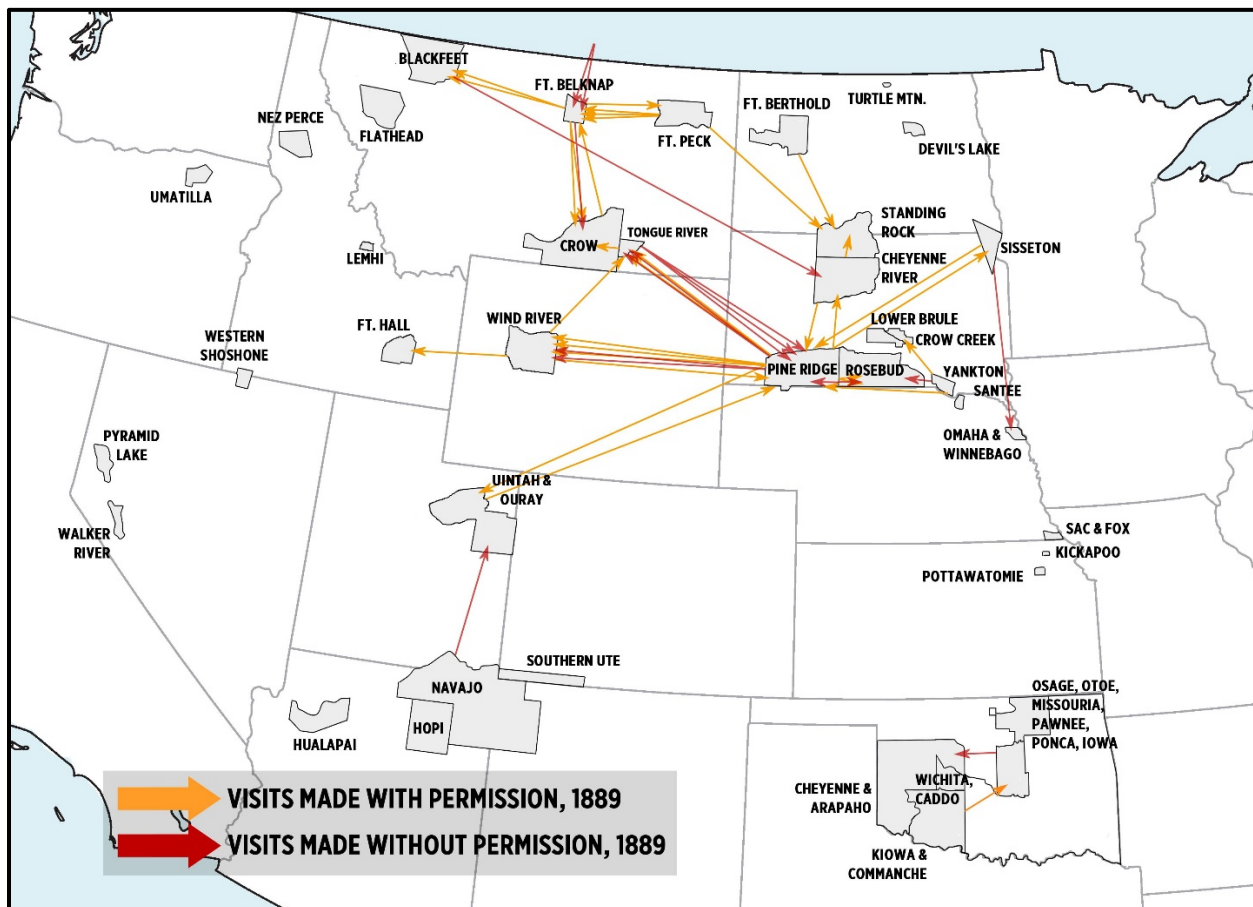 BLACKFEET
FT. BELKNAP
TURTLE MTN.
FT. BERTHOLD
NEZ PERCE
FLATHEAD
FT. PECK
DEVIL'S LAKE
UMATILLA
STANDING
ROCK
CROW
TONGUE RIVER
SISSETON
LEMHI
CHEYENNE
RIVER
WIND RIVER
LOWER BRULE
FT. HALL
CROW CREEK
WESTERN
SHOSHONE
PINE RIDGE
ROSEBUD
YANKTON
SANTEE
PYRAMID
LAKE
OMAHA &
WINNEBAGO
UINTAH &
OURAY
WALKER
RIVER
SAC & FOX
KICKAPOO
POTTAWATOMIE
SOUTHERN UTE
NAVAJO
HOPI
HUALAPAI
OSAGE, OTOE,
MISSOURIA,
PAWNEE,
PONCA, IOWA
CHEYENNE &
ARAPAHO
WICHITA,
CADDO
KIOWA &
COMMANCHE
VISITS MADE WITH PERMISSION, 1889
VISITS MADE WITHOUT PERMISSION, 1889